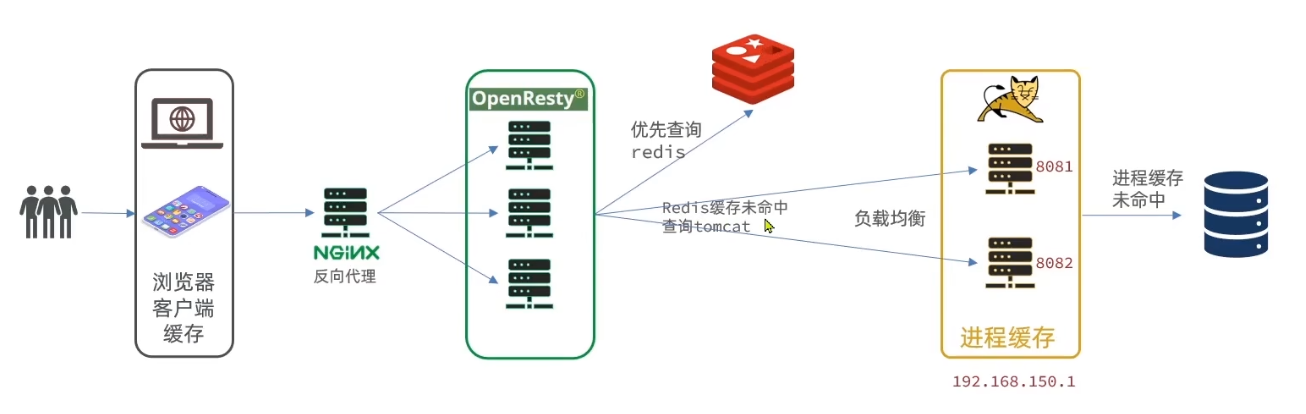 浏览器
客户端
缓存
NGINX
反向代理
OpenResty®
优先查询
redis
Redis缓存未命中
查询tomcat
负载均衡
8081
8082
进程缓存
192.168.150.1
进程缓存
未命中